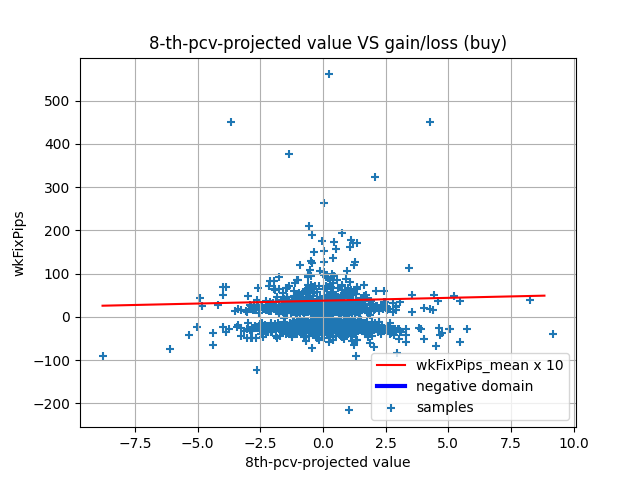 8-th-pcv-projected value VS gain/loss (buy)
wkFixPips
500
400
300
200
100
0
−100
−200
−7.5 −5.0 −2.5 0.0 2.5 5.0 7.5 10.0
8th-pcv-projected value
wkFixPips_mean x 10
negative domain
samples